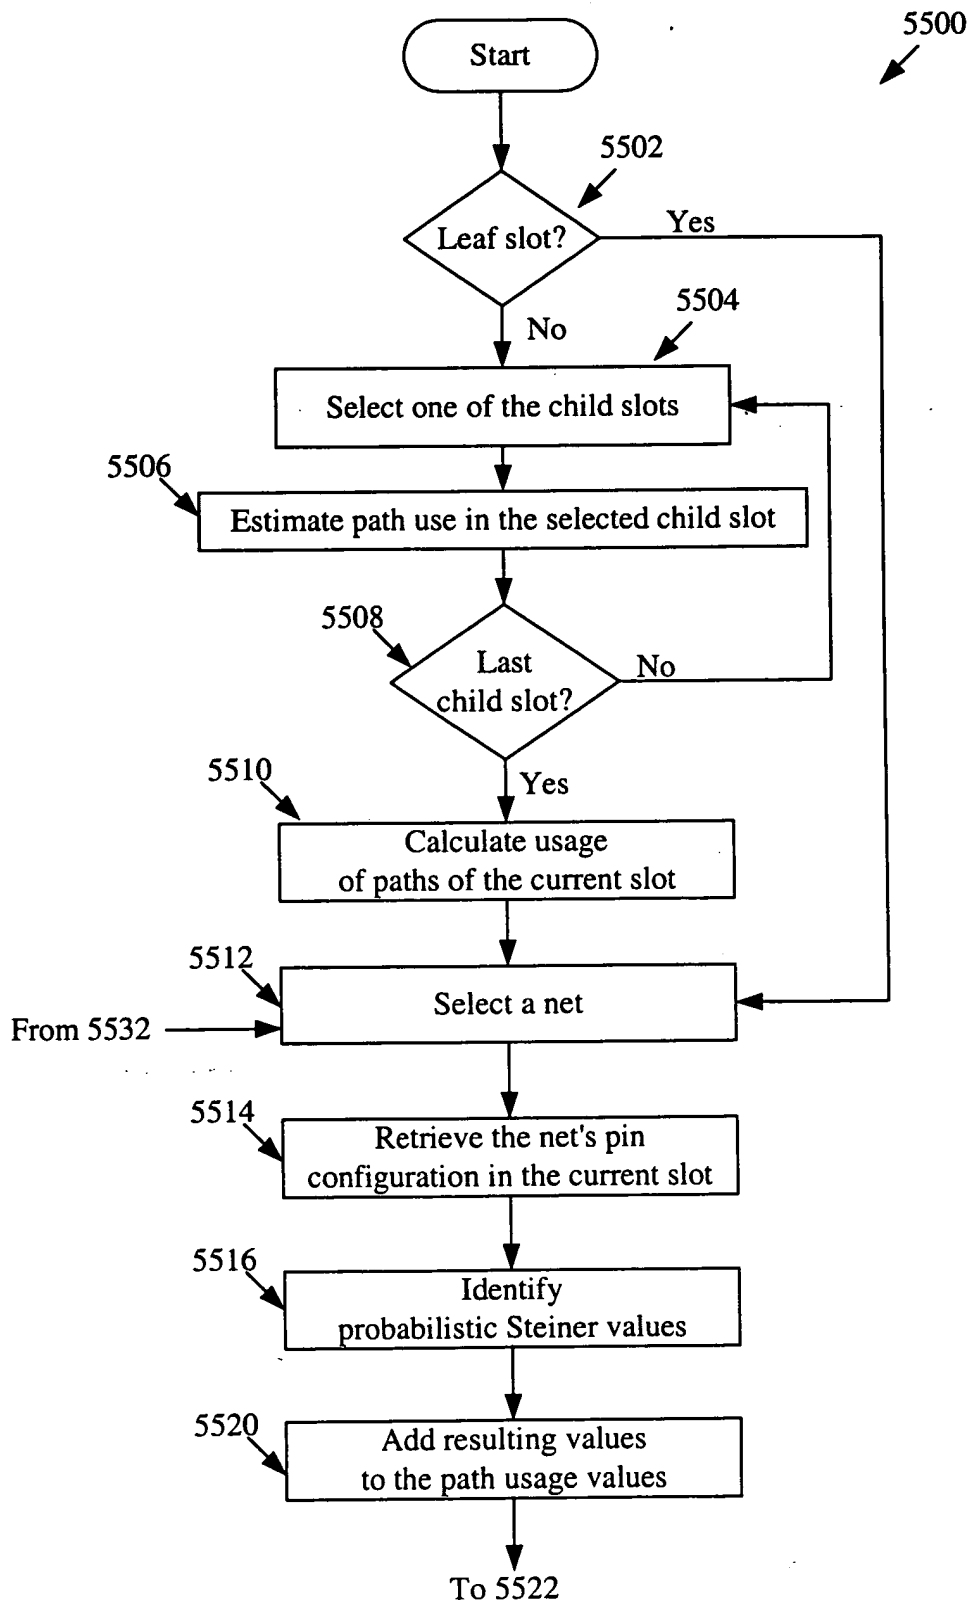 5500
Start
5502
Leaf slot?
Yes
No
5504
Select one of the child slots
5506
Estimate path use in the selected child slot
5508
Last
child slot?
No
Yes
5510
Calculate usage
of paths of the current slot
5512
Select a net
From 5532
5514
Retrieve the net's pin
configuration in the current slot
5516
Identify
probabilistic Steiner values
5520
Add resulting values
to the path usage values
To 5522